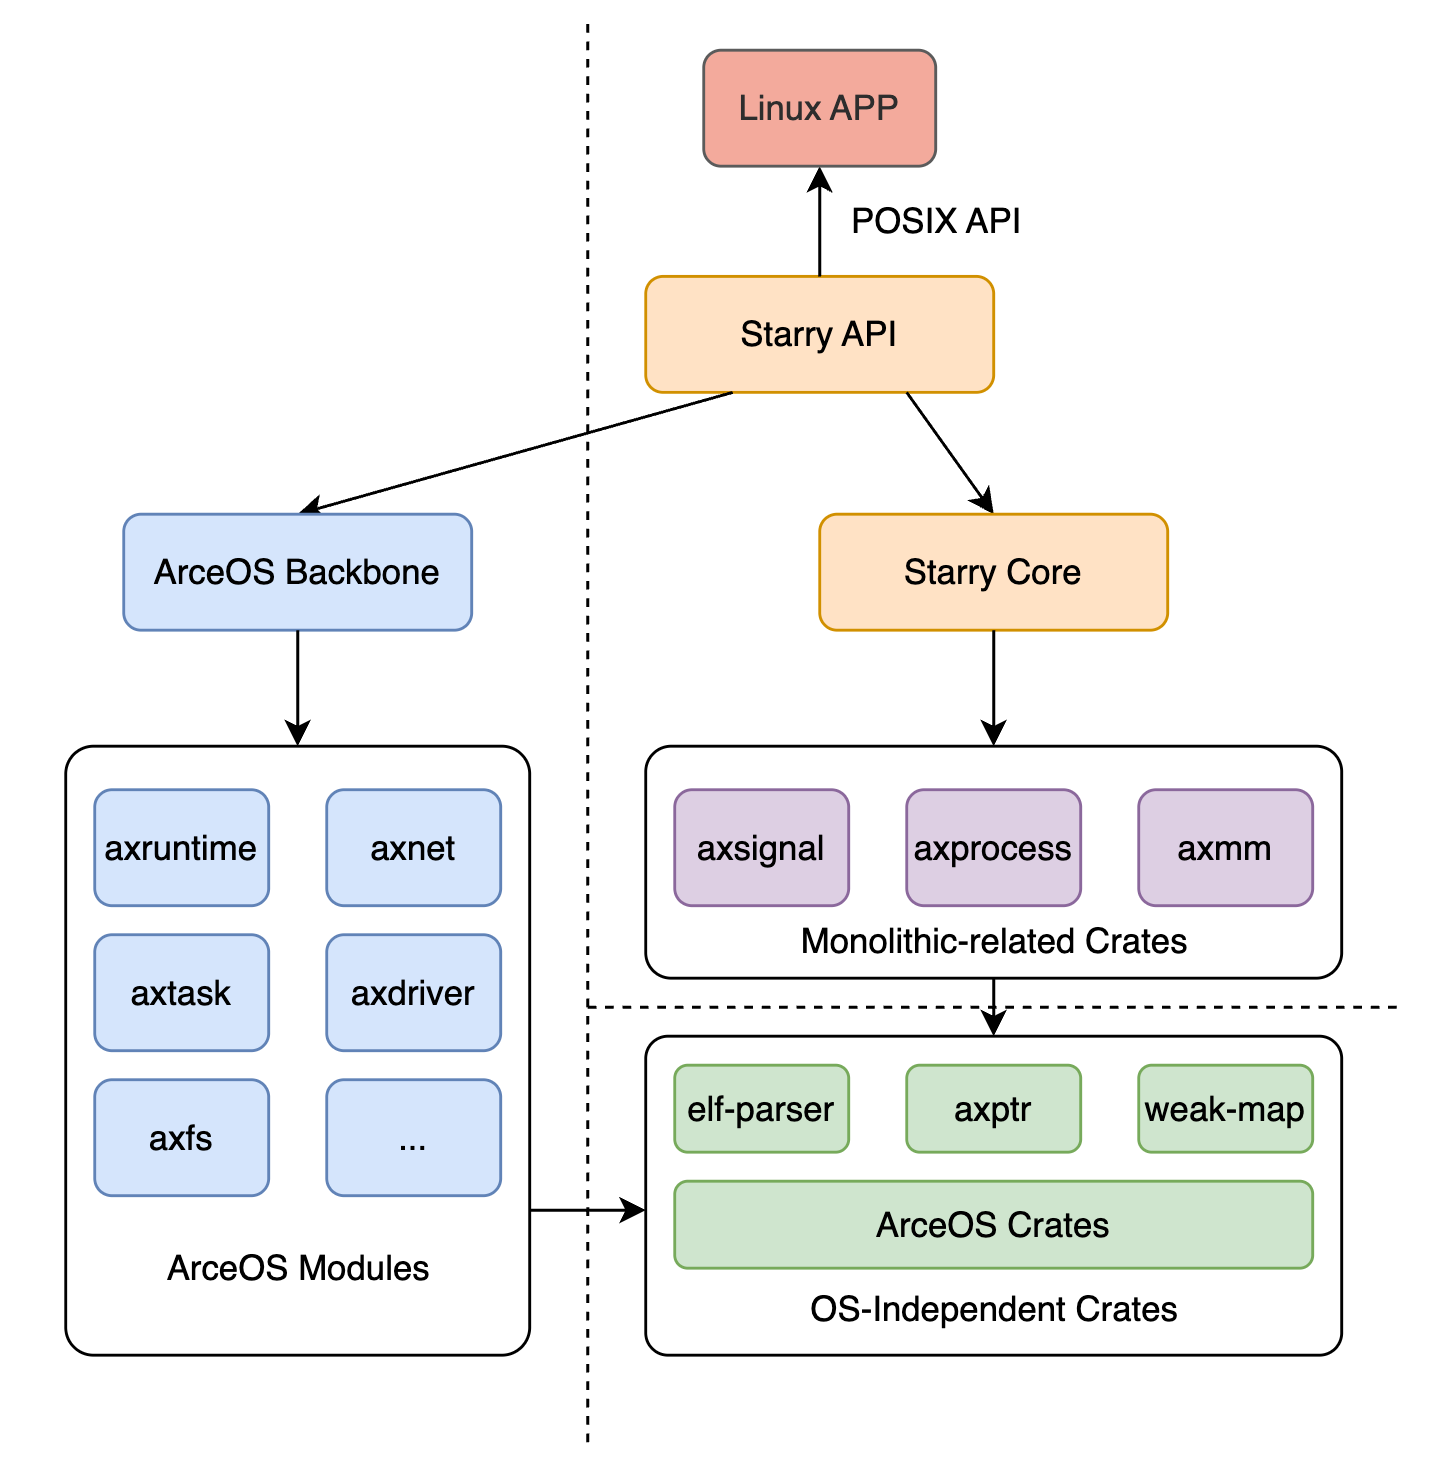 Linux APP
POSIX API
Starry API
ArceOS Backbone
Starry Core
axruntime
axnet
axtask
axdriver
axfs
...
ArceOS Modules
axsignal
axprocess
axmm
Monolithic-related Crates
elf-parser
axptr
weak-map
ArceOS Crates
OS-Independent Crates